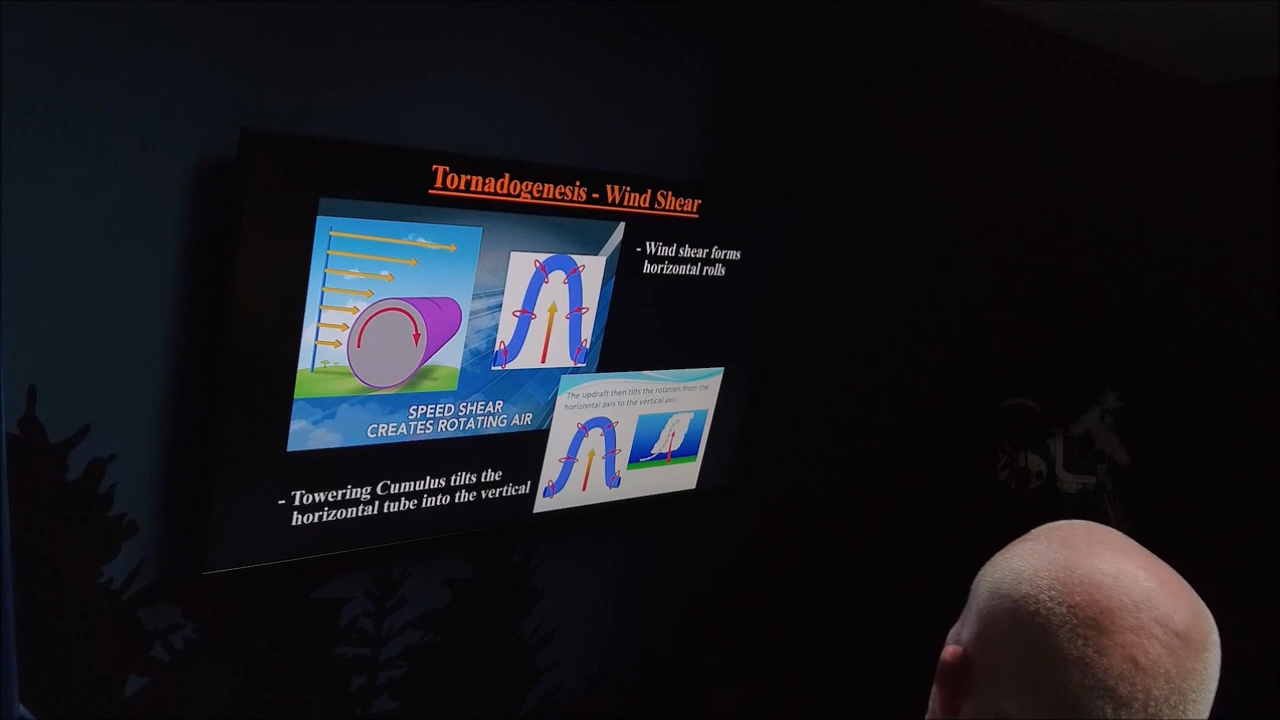 Tornadogenesis - Wind Shear
- Wind shear forms
horizontal rolls
SPEED SHEAR
CREATES ROTATING AIR
The updraft then tilts the rotation from the
horizontal axis to the vertical axis.
- Towering Cumulus tilts the
horizontal tube into the vertical